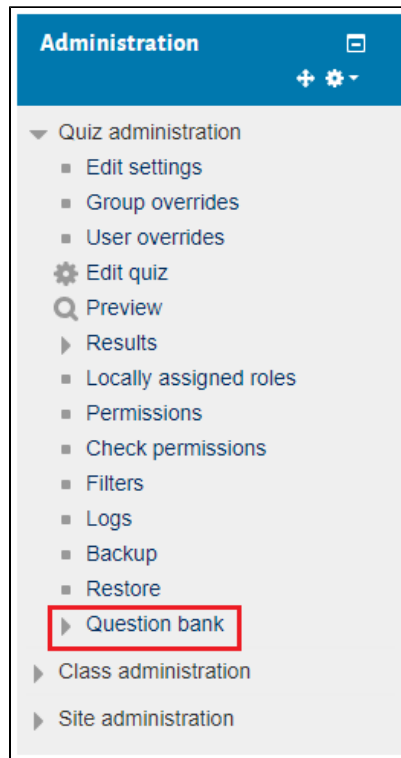 Administration
Quiz administration
Edit settings
Group overrides
User overrides
Edit quiz
Preview
Results
Locally assigned roles
Permissions
Check permissions
Filters
Logs
Backup
Restore
Question bank
Class administration
Site administration